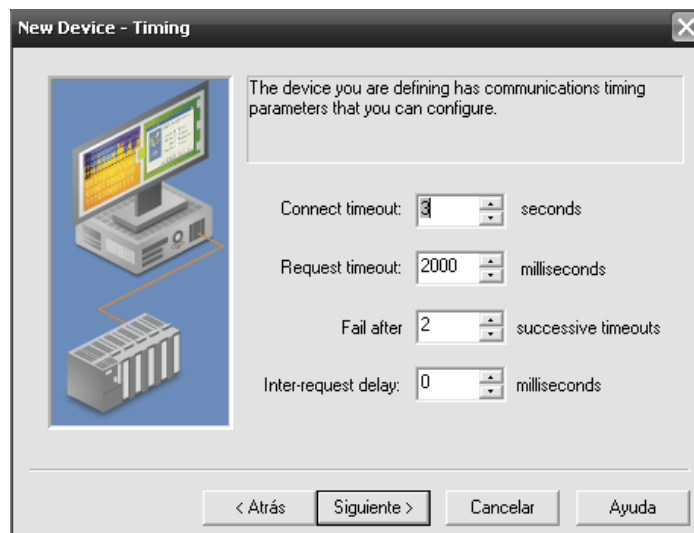 New Device - Timing
The device you are defining has communications timing
parameters that you can configure.
Connect timeout: 3 seconds
Request timeout: 2000 milliseconds
Fail after 2 successive timeouts
Inter-request delay: 0 milliseconds
< Atrás Siguiente > Cancelar Ayuda